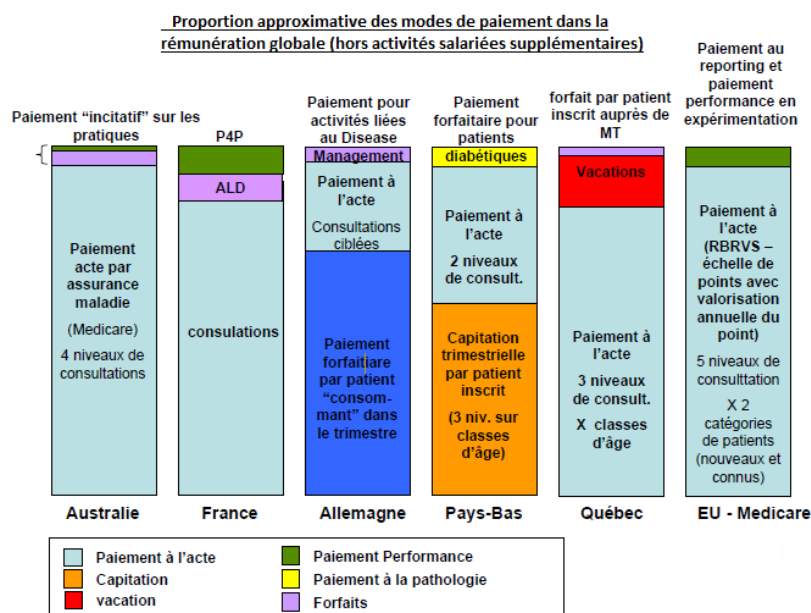 Proportion approximative des modes de paiement dans la
rémunération globale (hors activités salariées supplémentaires)
Paiement “incitatif” sur les
pratiques
P4P
Paiement pour
activités liées
au Disease
Management
Paiement
forfaitaire pour
patients
diabétiques
forfait par patient
inscrit auprès de
MT
Paiement au
reporting et
paiement
performance en
expérimentation
Paiement
acte par
assurance
maladie
(Medicare)
4 niveaux de
consultations
ALD
consulations
Paiement à
l’acte
Consultations
ciblées
Paiement
forfaitiare
par patient
“consom-
mant” dans
le trimestre
Paiement à
l’acte
2 niveaux
de consult.
Capitation
trimestrielle
par patient
inscrit
(3 niv. sur
classes
d’âge)
Vacations
Paiement à
l’acte
3 niveaux
de consult.
X classes
d’âge
Paiement à
l’acte
(RBRVS –
échelle de
points avec
valorisation
annuelle du
point)
5 niveaux de
consulttation
X 2
catégories
de patients
(nouveaux et
connus)
Australie
France
Allemagne
Pays-Bas
Québec
EU - Medicare
Paiement à l’acte
Capitation
vacation
Paiement Performance
Paiement à la pathologie
Forfaits